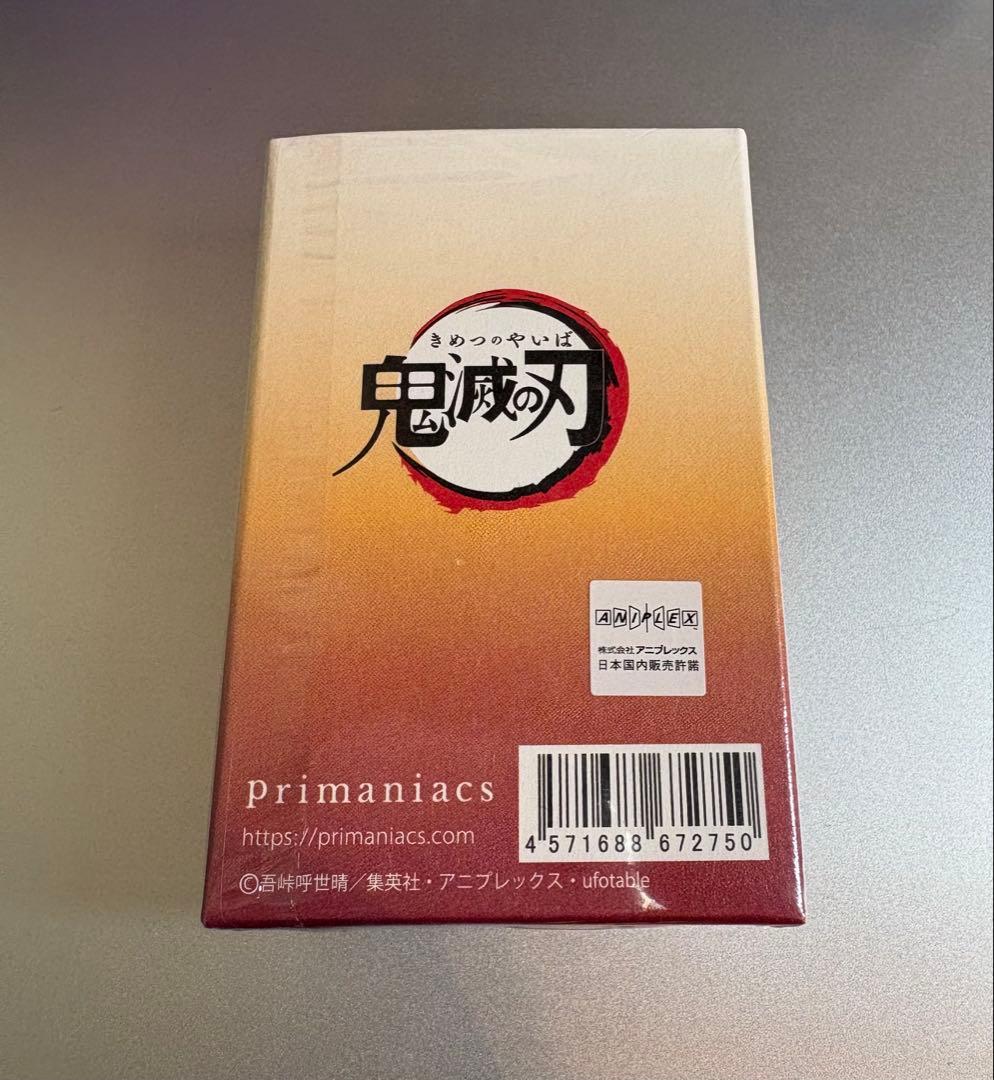 きめつのやいば
鬼滅の刃
ANIPLEX
株式会社アニプレックス
日本国内販売許諾
primaniacs
https://primaniacs.com
4 571688 672750
©吾峠呼世晴／集英社・アニプレックス・ufotable